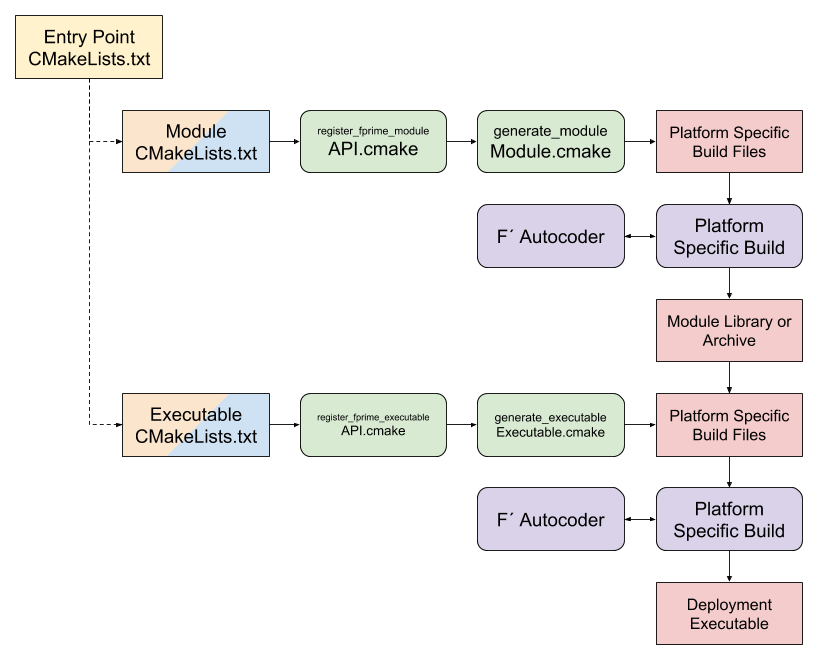 Entry Point
CMakeLists.txt
Module
CMakeLists.txt
register_fprime_module
API.cmake
generate_module
Module.cmake
Platform Specific
Build Files
F´ Autocoder
Platform
Specific Build
Module Library or
Archive
Executable
CMakeLists.txt
register_fprime_executable
API.cmake
generate_executable
Executable.cmake
Platform Specific
Build Files
F´ Autocoder
Platform
Specific Build
Deployment
Executable